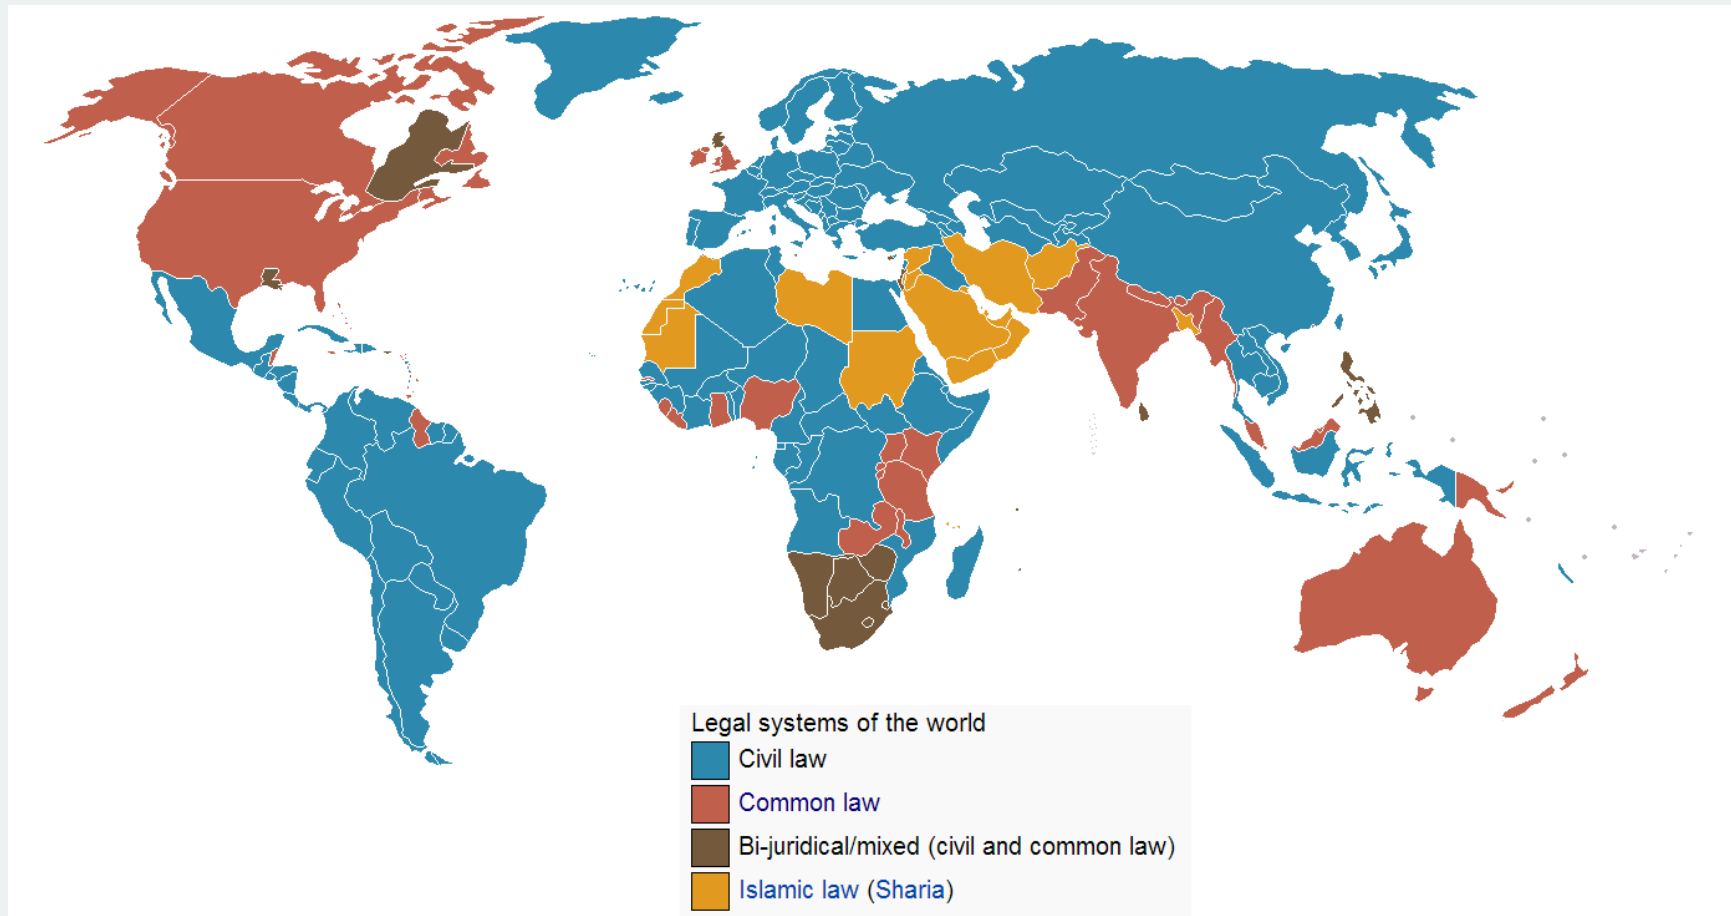 Legal systems of the world
Civil law
Common law
Bi-juridical/mixed (civil and common law)
Islamic law (Sharia)